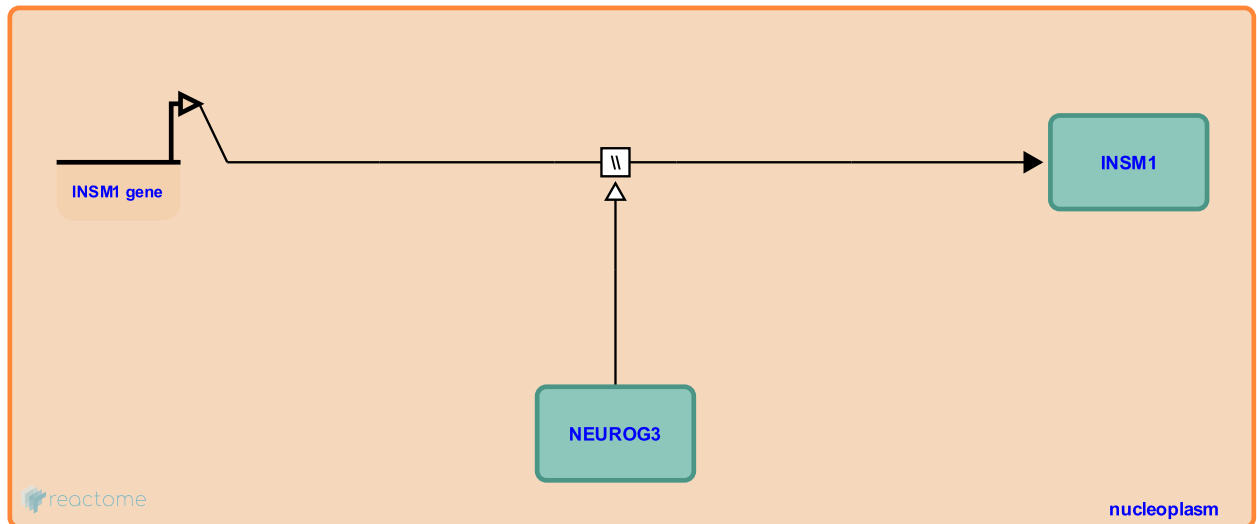 INSM1 gene
\\
INSM1
NEUROG3
reactome
nucleoplasm